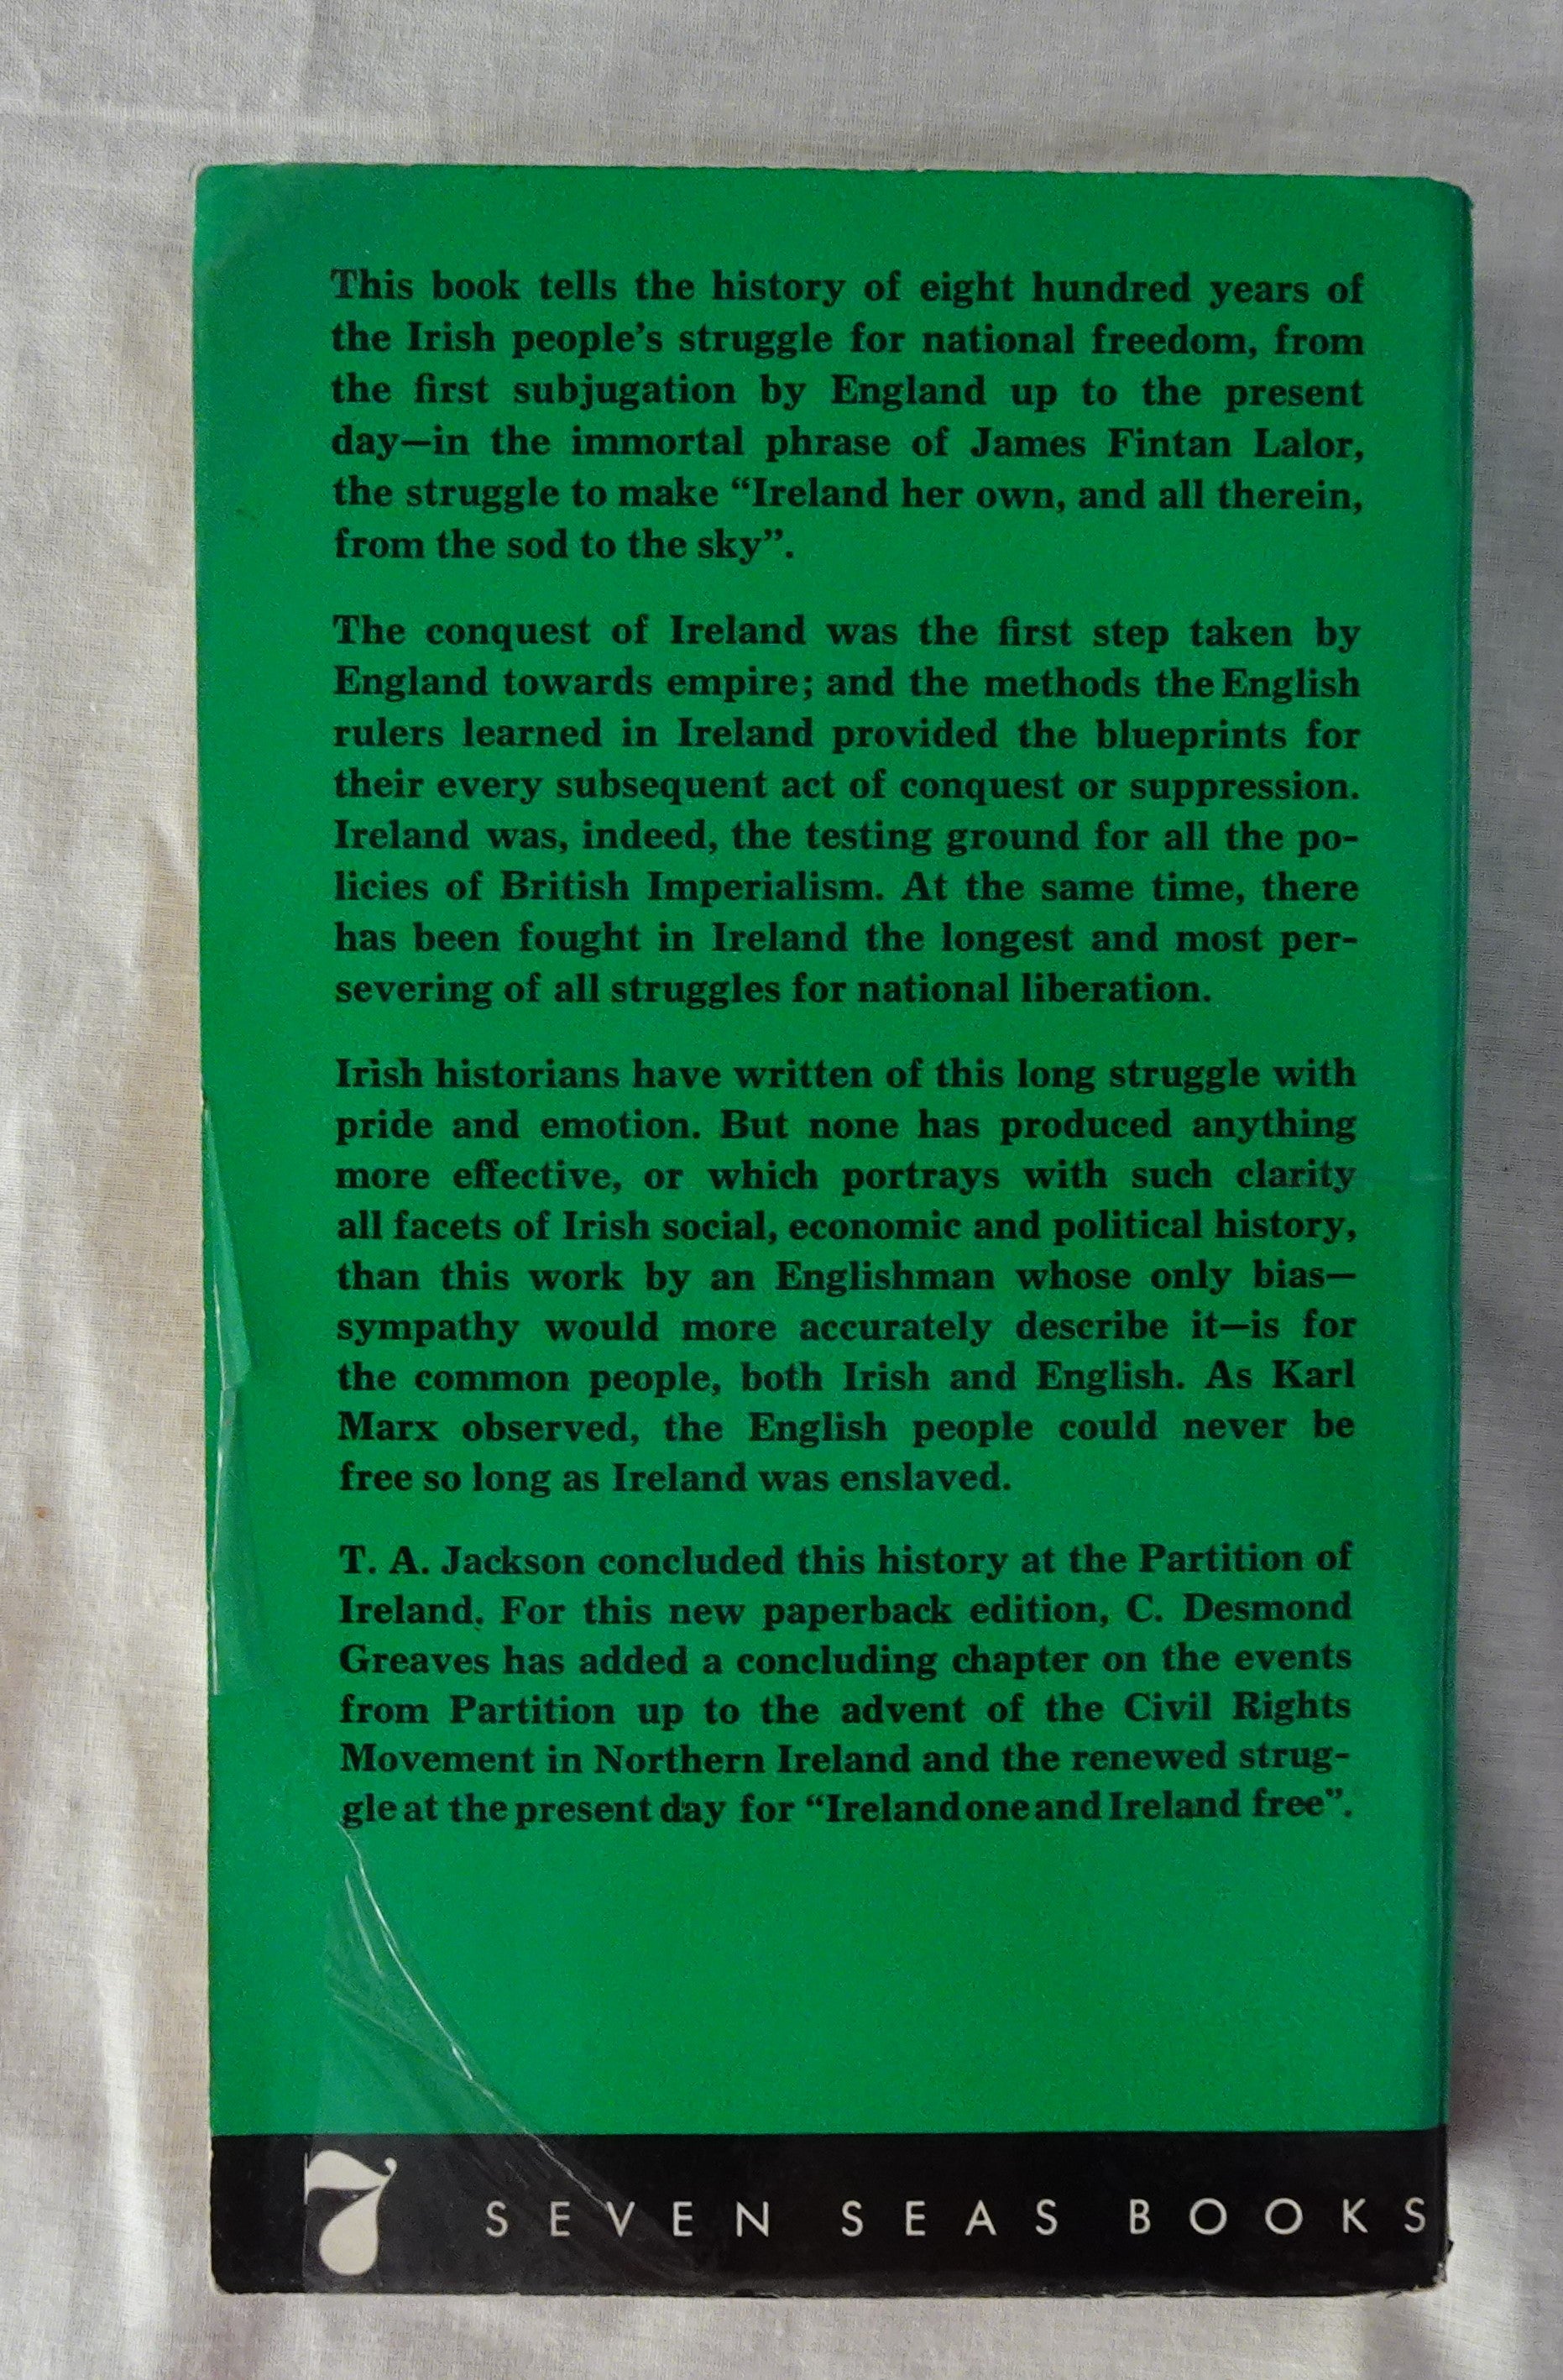 This book tells the history of eight hundred years of
the Irish people’s struggle for national freedom, from
the first subjugation by England up to the present
day—in the immortal phrase of James Fintan Lalor,
the struggle to make “Ireland her own, and all therein,
from the sod to the sky”.
The conquest of Ireland was the first step taken by
England towards empire; and the methods the English
rulers learned in Ireland provided the blueprints for
their every subsequent act of conquest or suppression.
Ireland was, indeed, the testing ground for all the po-
licies of British Imperialism. At the same time, there
has been fought in Ireland the longest and most per-
severing of all struggles for national liberation.
Irish historians have written of this long struggle with
pride and emotion. But none has produced anything
more effective, or which portrays with such clarity
all facets of Irish social, economic and political history,
than this work by an Englishman whose only bias—
sympathy would more accurately describe it—is for
the common people, both Irish and English. As Karl
Marx observed, the English people could never be
free so long as Ireland was enslaved.
T. A. Jackson concluded this history at the Partition of
Ireland. For this new paperback edition, C. Desmond
Greaves has added a concluding chapter on the events
from Partition up to the advent of the Civil Rights
Movement in Northern Ireland and the renewed strug-
gle at the present day for “Ireland one and Ireland free”.
7 SEVEN SEAS BOOKS